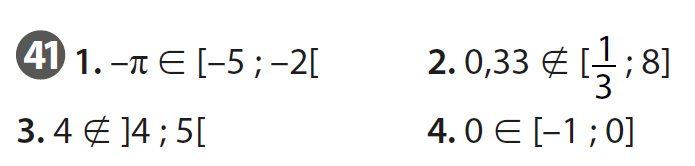 41 1. –π ∈ [–5 ; –2[ 2. 0,33 ∉ [1/3 ; 8]
3. 4 ∉ ]4 ; 5[ 4. 0 ∈ [–1 ; 0]